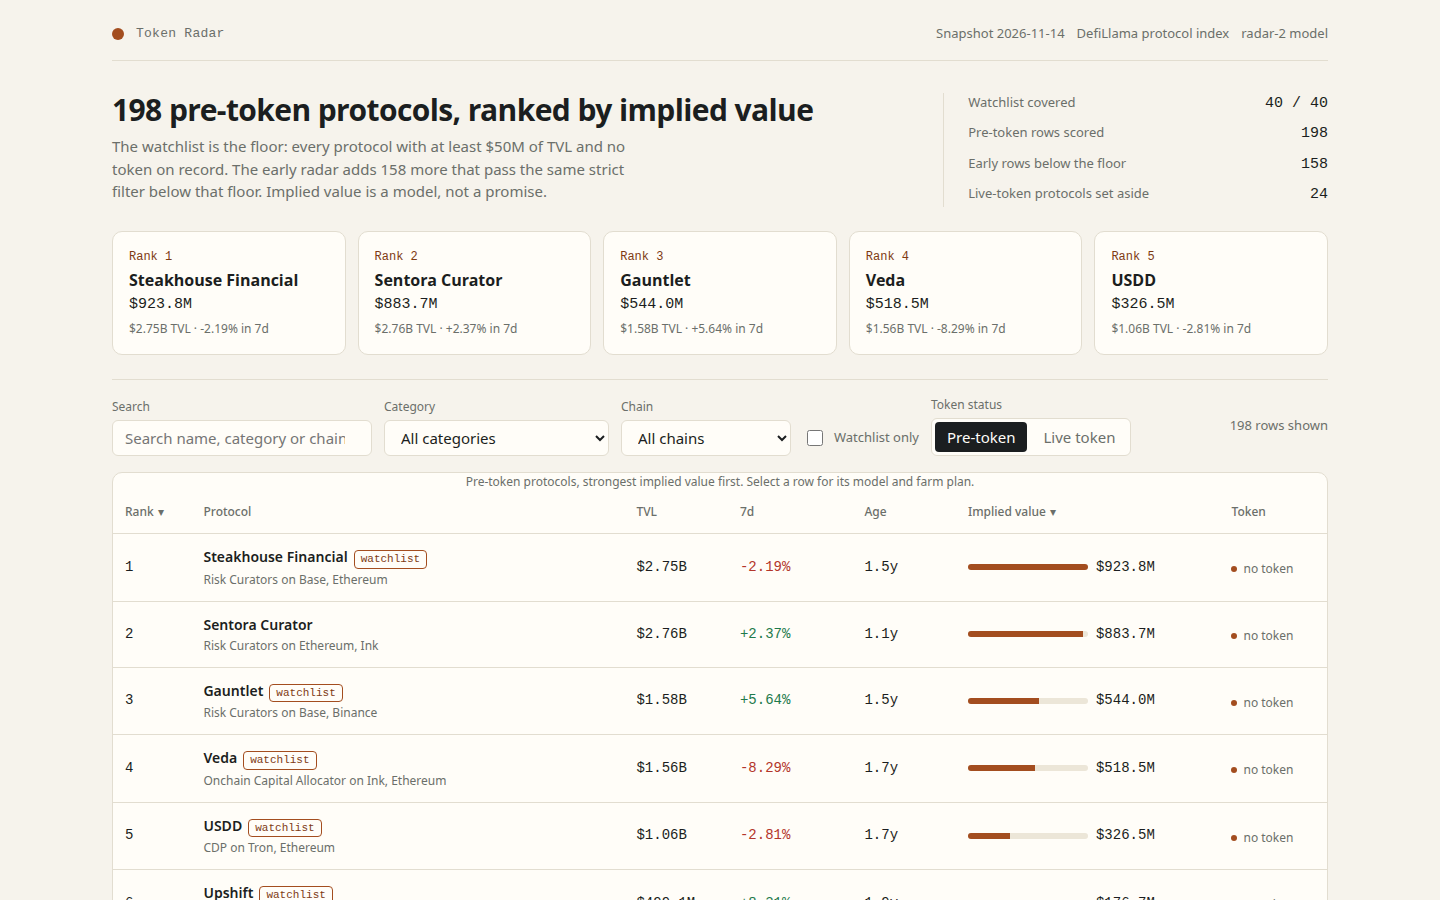 Token Radar
Snapshot 2026-11-14 DefiLlama protocol index radar-2 model
198 pre-token protocols, ranked by implied value
The watchlist is the floor: every protocol with at least $50M of TVL and no
token on record. The early radar adds 158 more that pass the same strict
filter below that floor. Implied value is a model, not a promise.
Watchlist covered 40 / 40
Pre-token rows scored 198
Early rows below the floor 158
Live-token protocols set aside 24
Rank 1
Steakhouse Financial
$923.8M
$2.75B TVL · -2.19% in 7d
Rank 2
Sentora Curator
$883.7M
$2.76B TVL · +2.37% in 7d
Rank 3
Gauntlet
$544.0M
$1.58B TVL · +5.64% in 7d
Rank 4
Veda
$518.5M
$1.56B TVL · -8.29% in 7d
Rank 5
USDD
$326.5M
$1.06B TVL · -2.81% in 7d
Search
Search name, category or chain
Category
All categories
Chain
All chains
Watchlist only
Token status
Pre-token Live token
198 rows shown
Pre-token protocols, strongest implied value first. Select a row for its model and farm plan.
Rank ▾ Protocol TVL 7d Age Implied value ▾ Token
1 Steakhouse Financial watchlist $2.75B -2.19% 1.5y $923.8M no token
Risk Curators on Base, Ethereum
2 Sentora Curator $2.76B +2.37% 1.1y $883.7M no token
Risk Curators on Ethereum, Ink
3 Gauntlet watchlist $1.58B +5.64% 1.5y $544.0M no token
Risk Curators on Base, Binance
4 Veda watchlist $1.56B -8.29% 1.7y $518.5M no token
Onchain Capital Allocator on Ink, Ethereum
5 USDD watchlist $1.06B -2.81% 1.7y $326.5M no token
CDP on Tron, Ethereum
Upshift watchlist